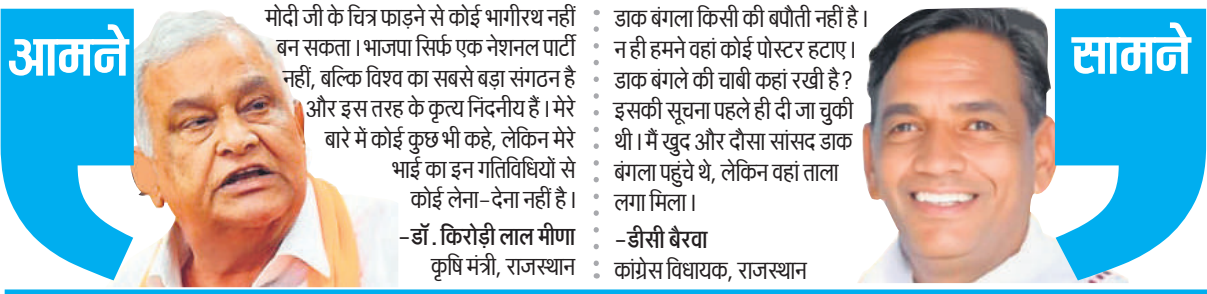 आमने
मोदी जी के चित्र फाड़ने से कोई भागीरथ नहीं
बन सकता। भाजपा सिर्फ एक नेशनल पार्टी
नहीं, बल्कि विश्व का सबसे बड़ा संगठन है
और इस तरह के कृत्य निंदनीय हैं। मेरे
बारे में कोई कुछ भी कहे, लेकिन मेरे
भाई का इन गतिविधियों से
कोई लेना-देना नहीं है।
-डॉ. किरोड़ी लाल मीणा
कृषि मंत्री, राजस्थान
डाक बंगला किसी की बपौती नहीं है।
न ही हमने वहां कोई पोस्टर हटाए।
डाक बंगले की चाबी कहां रखी है?
इसकी सूचना पहले ही दी जा चुकी
थी। मैं खुद और दौसा सांसद डाक
बंगला पहुंचे थे, लेकिन वहां ताला
लगा मिला।
-डीसी बैरवा
कांग्रेस विधायक, राजस्थान
सामने